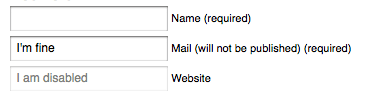 Name (required)
I'm fine Mail (will not be published) (required)
I am disabled Website